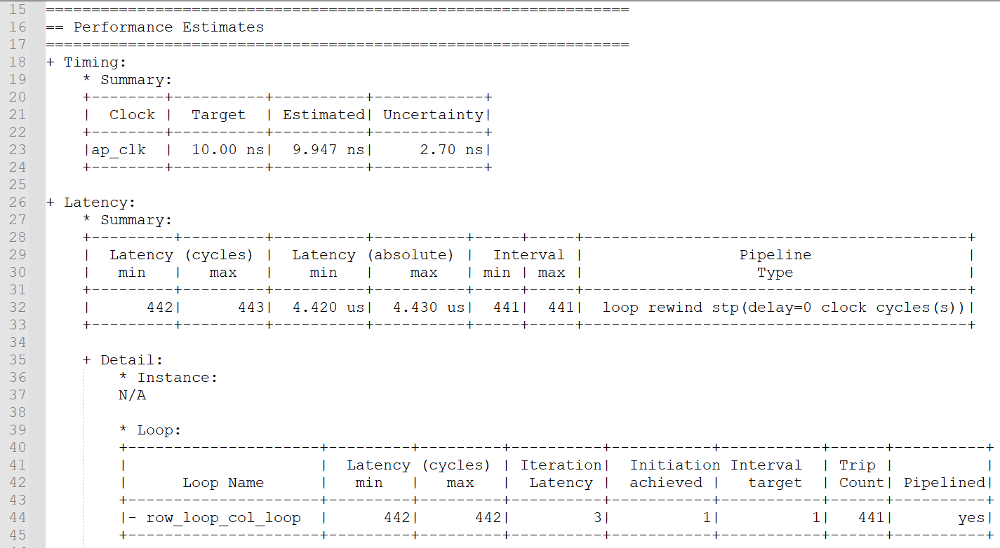 15 ================================================================
16 == Performance Estimates
17 ================================================================
18 + Timing:
19     * Summary:
20     +--------+----------+----------+------------+
21     |  Clock |  Target  | Estimated| Uncertainty|
22     +--------+----------+----------+------------+
23     |ap_clk  |  10.00 ns|  9.947 ns|     2.70 ns|
24     +--------+----------+----------+------------+
25
26 + Latency:
27     * Summary:
28     +---------+---------+----------+----------+-----+-----+------------------------------------------+
29     |  Latency (cycles) |  Latency (absolute) |  Interval |                 Pipeline                 |
30     |   min   |   max   |    min   |    max   | min | max |                   Type                   |
31     +---------+---------+----------+----------+-----+-----+------------------------------------------+
32     |      442|      443|  4.420 us|  4.430 us|  441|  441|  loop rewind stp(delay=0 clock cycles(s))|
33     +---------+---------+----------+----------+-----+-----+------------------------------------------+
34
35     + Detail:
36         * Instance:
37         N/A
38
39         * Loop:
40         +---------------------+---------+---------+----------+-----------+-----------+------+----------+
41         |                     |  Latency (cycles) | Iteration|  Initiation Interval  | Trip |          |
42         |      Loop Name      |   min   |   max   |  Latency |  achieved |   target  | Count| Pipelined|
43         +---------------------+---------+---------+----------+-----------+-----------+------+----------+
44         |- row_loop_col_loop  |      442|      442|         3|          1|          1|   441|       yes|
45         +---------------------+---------+---------+----------+-----------+-----------+------+----------+